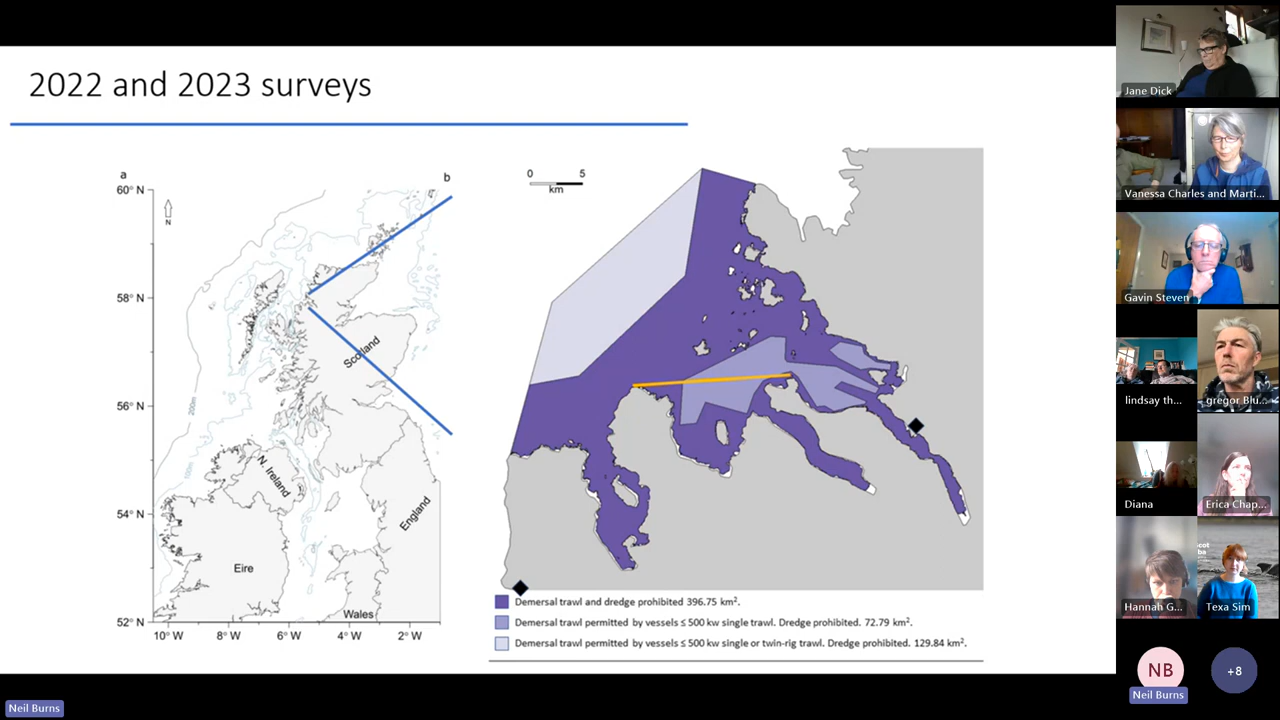 2022 and 2023 surveys
a
b
60° N
58° N
56° N
54° N
52° N
10° W
8° W
6° W
4° W
2° W
N
200m
100m
Scotland
N. Ireland
England
Eire
Wales
0
5
km
Demersal trawl and dredge prohibited 396.75 km².
Demersal trawl permitted by vessels ≤ 500 kw single trawl. Dredge prohibited. 72.79 km².
Demersal trawl permitted by vessels ≤ 500 kw single or twin-rig trawl. Dredge prohibited. 129.84 km².
Neil Burns
Jane Dick
Vanessa Charles and Marti...
Gavin Steven
lindsay th...
gregor Blu...
Diana
Erica Chap...
Hannah G...
Texa Sim
NB
Neil Burns
+8